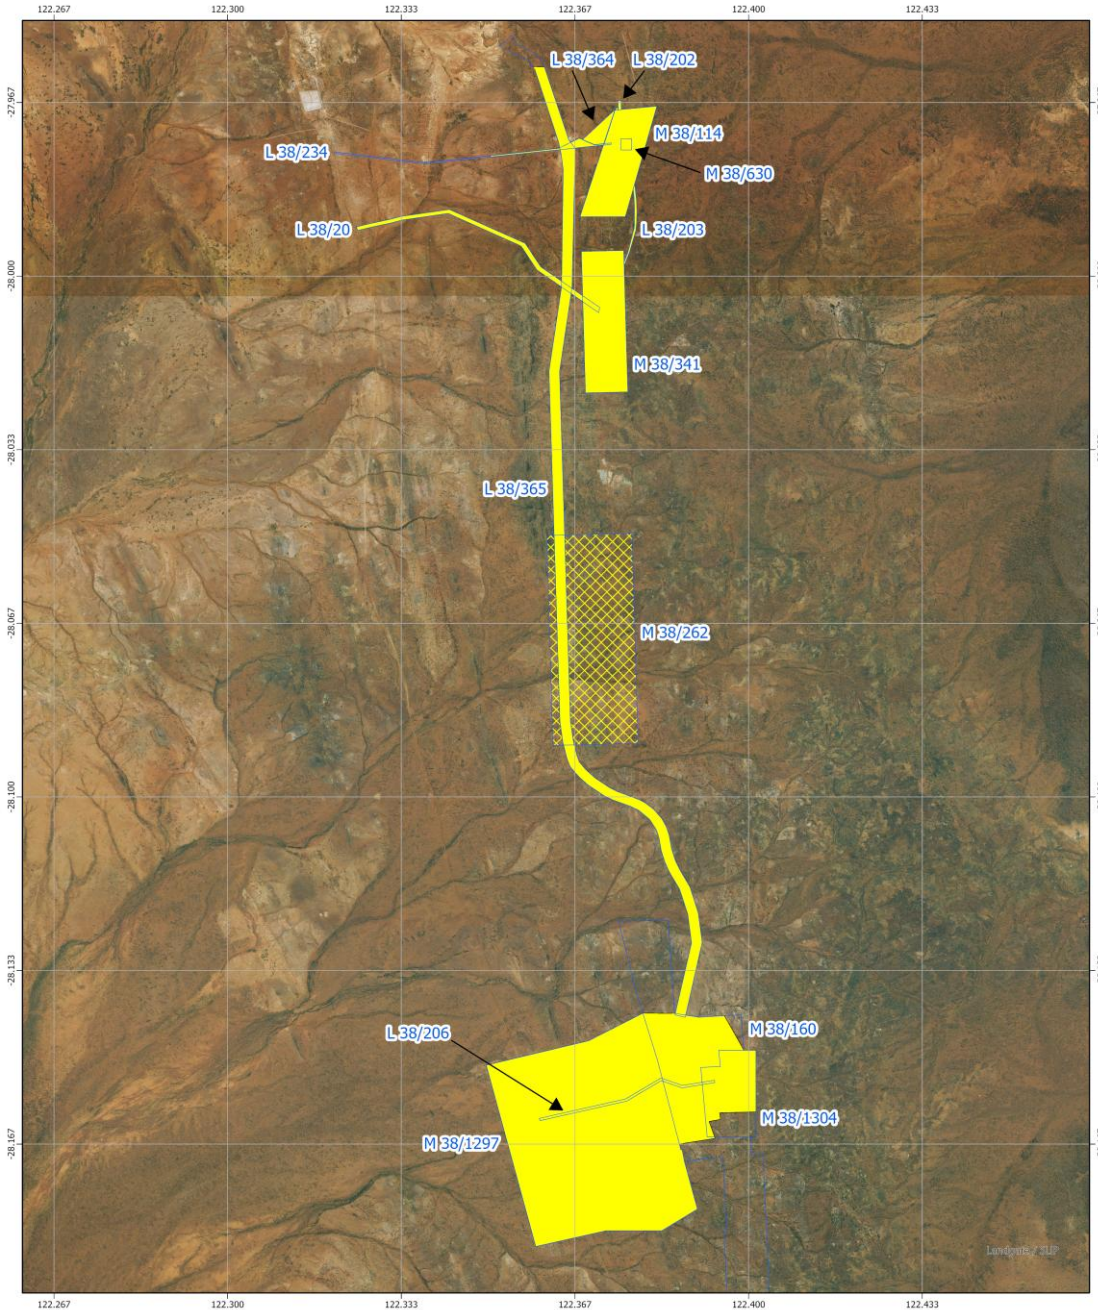 122.267 122.300 122.333 122.367 122.400 122.433
L 38/364 L 38/202
-27.967
M 38/114
L 38/234
M 38/630
L 38/20 L 38/203
-28.000
M 38/341
-28.033
L 38/365
-28.067
M 38/262
-28.100
-28.133
L 38/206 M 38/160
M 38/1304
M 38/1297
-28.167
Landgate / SLIP
122.267 122.300 122.333 122.367 122.400 122.433